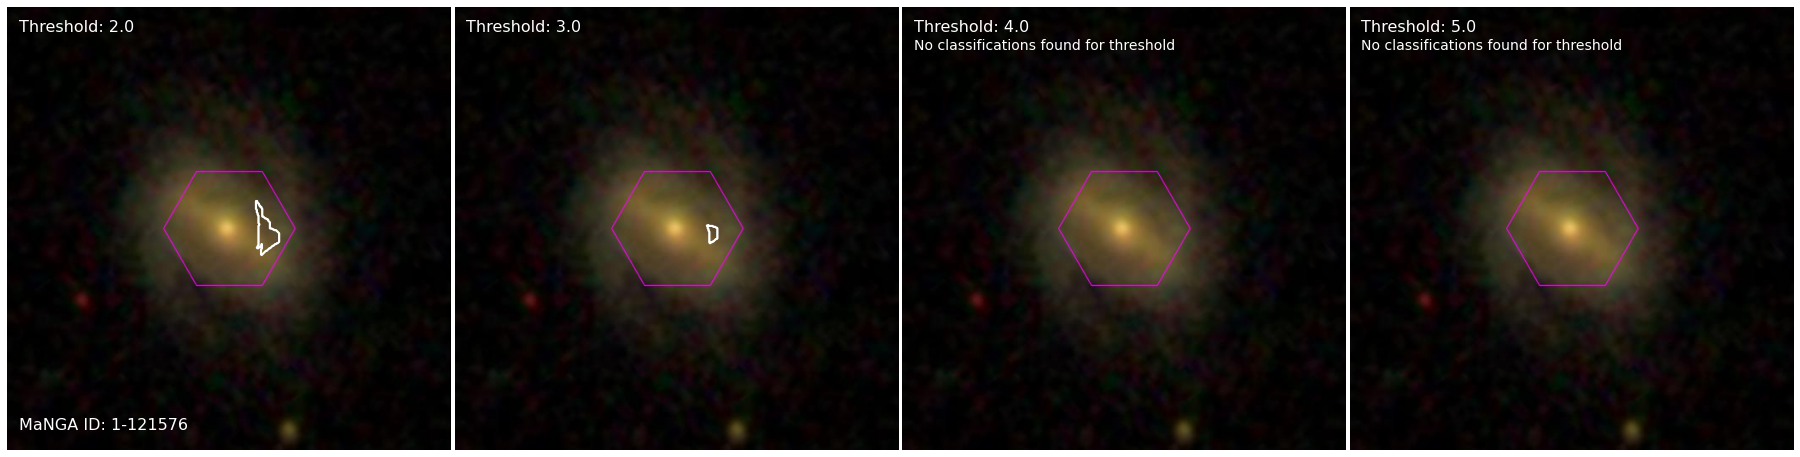 Threshold: 2.0
MaNGA ID: 1-121576
Threshold: 3.0
Threshold: 4.0
No classifications found for threshold
Threshold: 5.0
No classifications found for threshold